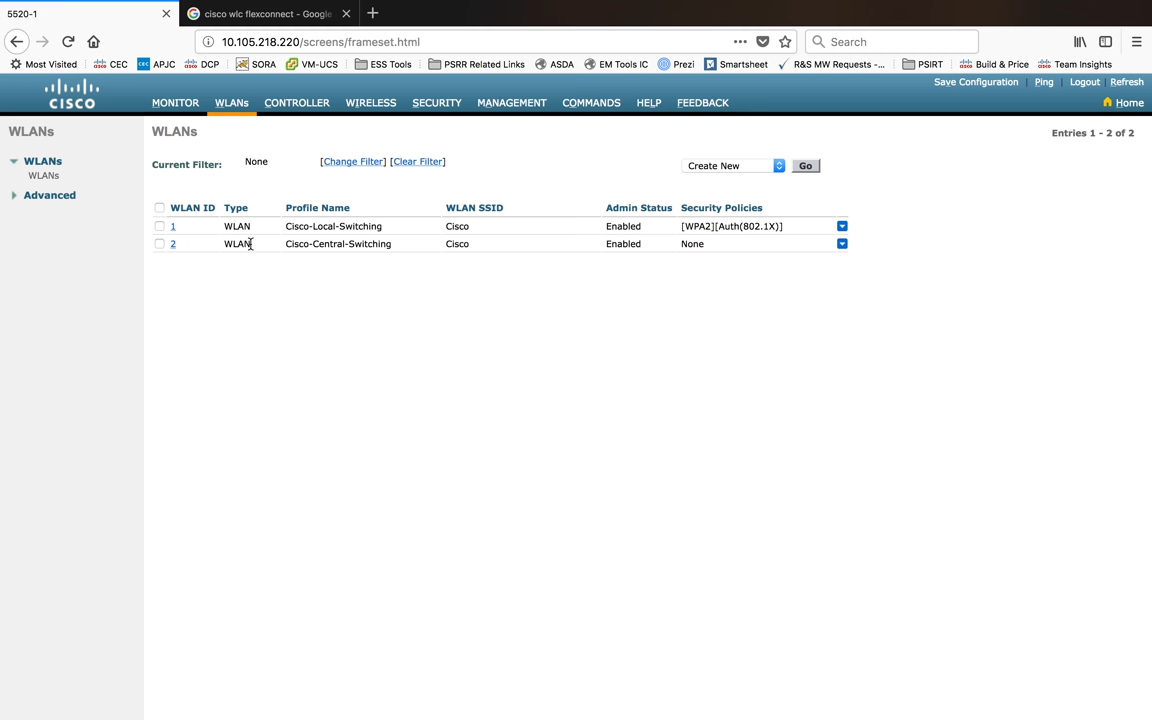 5520-1
cisco wlc flexconnect - Google
10.105.218.220/screens/frameset.html
Search
Most Visited CEC APJC DCP SORA VM-UCS ESS Tools PSRR Related Links ASDA EM Tools IC Prezi Smartsheet R&S MW Requests -... PSIRT Build & Price Team Insights
Save Configuration | Ping | Logout | Refresh
CISCO
MONITOR WLANs CONTROLLER WIRELESS SECURITY MANAGEMENT COMMANDS HELP FEEDBACK
Home
WLANs
WLANs
WLANs
Advanced
WLANs
Entries 1 - 2 of 2
Current Filter: None [Change Filter] [Clear Filter]
Create New Go
WLAN ID Type Profile Name WLAN SSID Admin Status Security Policies
1 WLAN Cisco-Local-Switching Cisco Enabled [WPA2][Auth(802.1X)]
2 WLAN Cisco-Central-Switching Cisco Enabled None